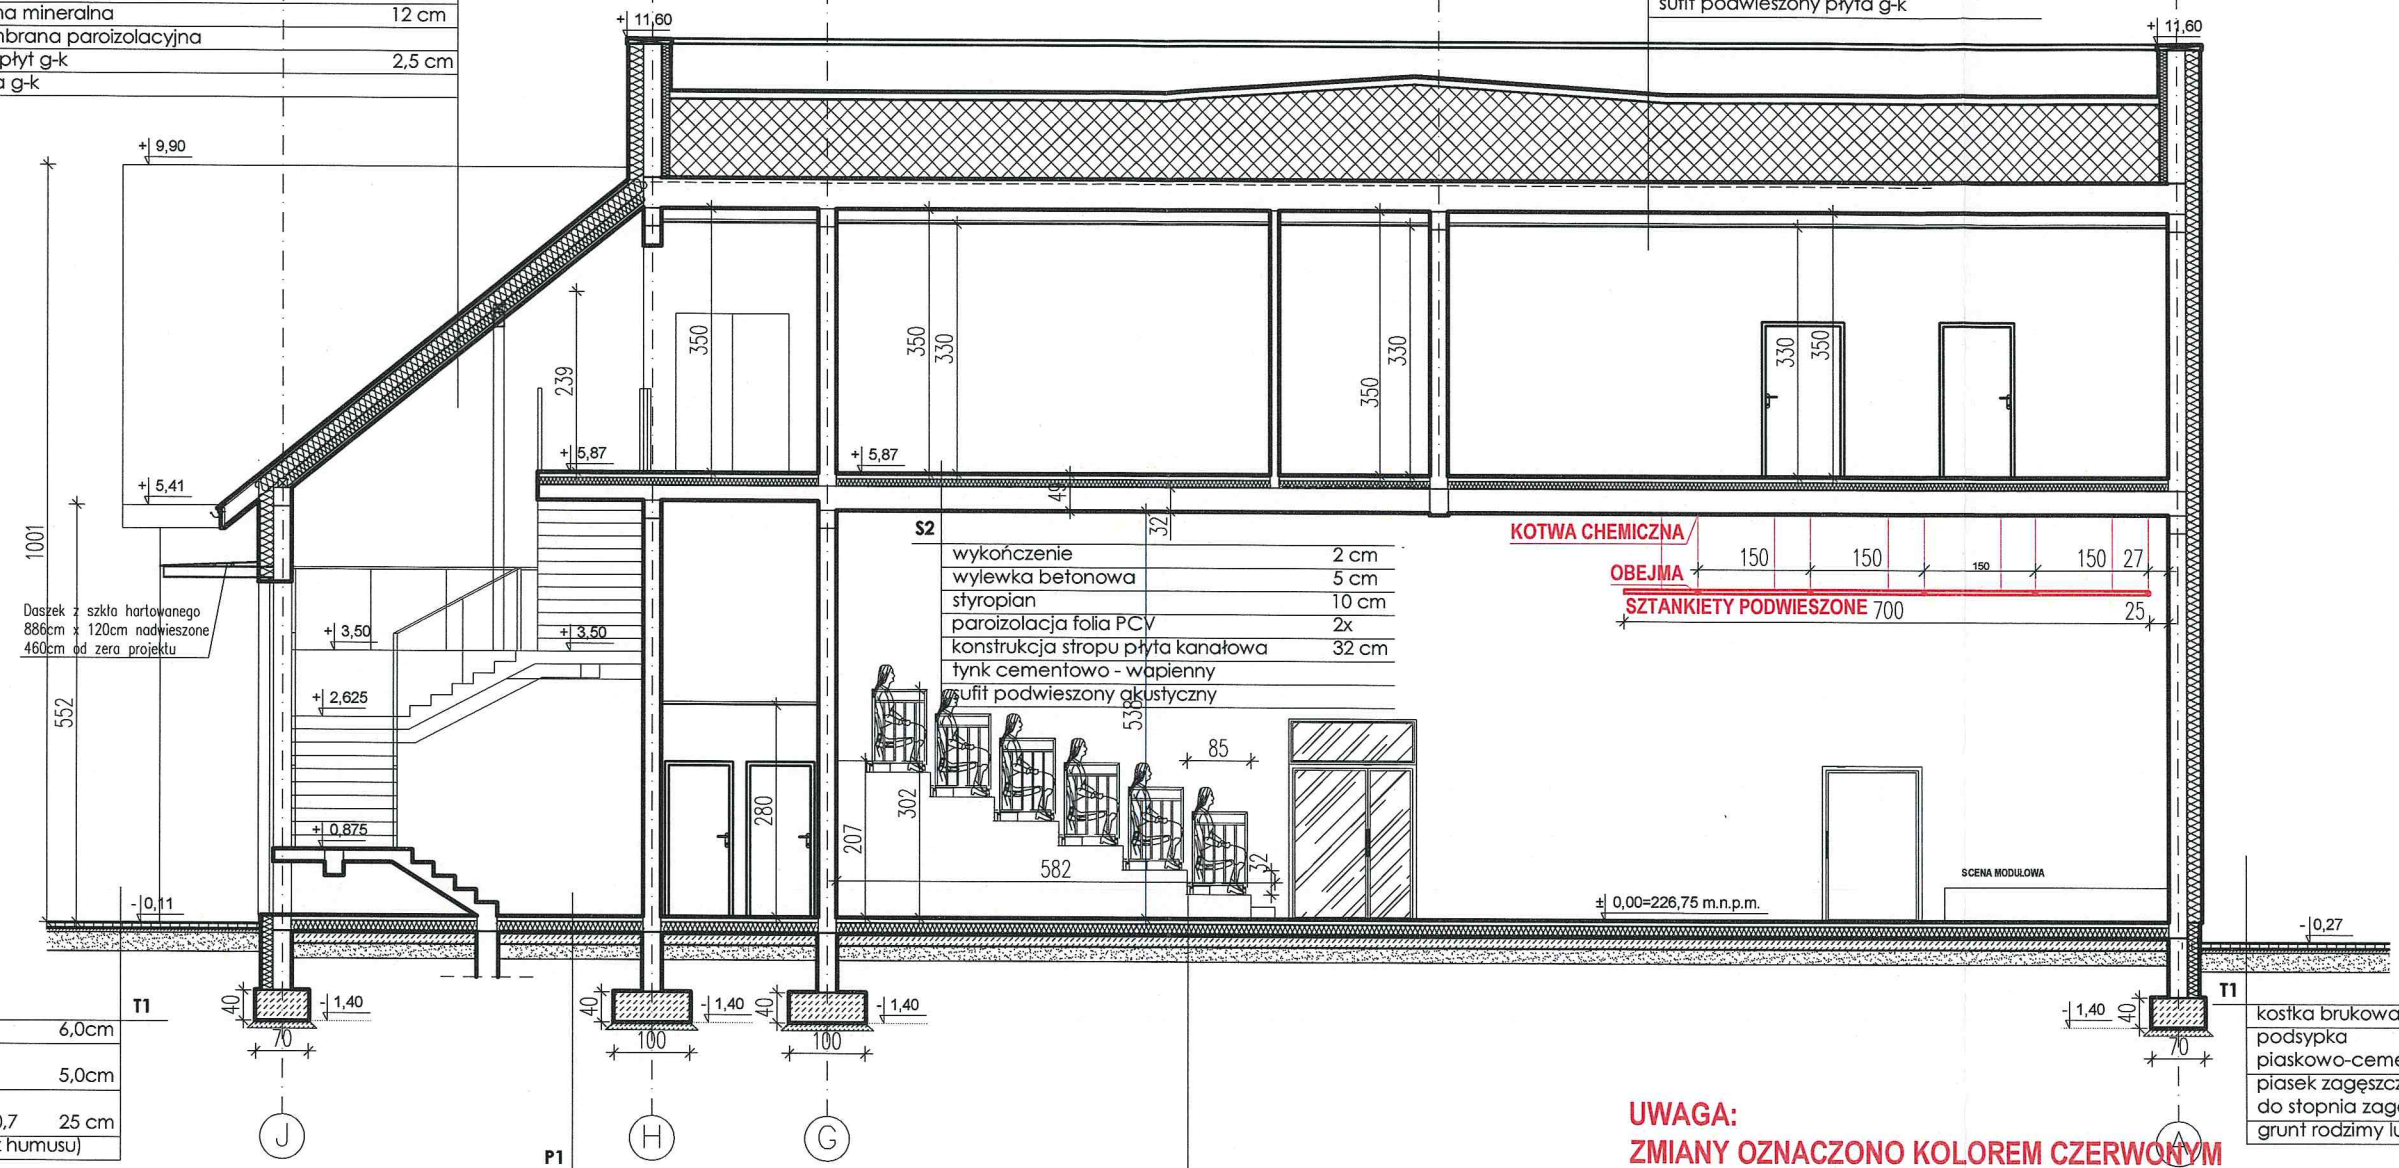 na mineralna 12 cm
mbrana paroizolacyjna
płyt g-k 2,5 cm
a g-k
sufit podwieszony płyta g-k
+ 11,60
+ 11,60
+ 9,90
+ 5,41
1001
552
239
350
350
330
350
330
330
350
+ 5,87
+ 5,87
49
32
S2
wykończenie 2 cm
wylewka betonowa 5 cm
styropian 10 cm
paroizolacja folia PCV 2x
konstrukcja stropu płyta kanałowa 32 cm
tynk cementowo - wapienny
sufit podwieszony akustyczny
538
KOTWA CHEMICZNA
150 150 150 150 27
OBEJMA
SZTANKIETY PODWIESZONE 700 25
Daszek z szkła hartowanego
886cm x 120cm nadwieszone
460cm od zera projektu
+ 3,50
+ 3,50
+ 2,625
+ 0,875
280
207
302
582
85
32
SCENA MODUŁOWA
± 0,00=226,75 m.n.p.m.
- 0,11
- 0,27
T1
6,0cm
5,0cm
0,7 25 cm
k humusu)
40
70
- 1,40
40
100
- 1,40
40
100
- 1,40
- 1,40
40
70
T1
kostka brukowa
podsypka
piaskowo-ceme
piasek zagęszcz
do stopnia zagę
grunt rodzimy lu
J
H
G
A
P1
UWAGA:
ZMIANY OZNACZONO KOLOREM CZERWONYM